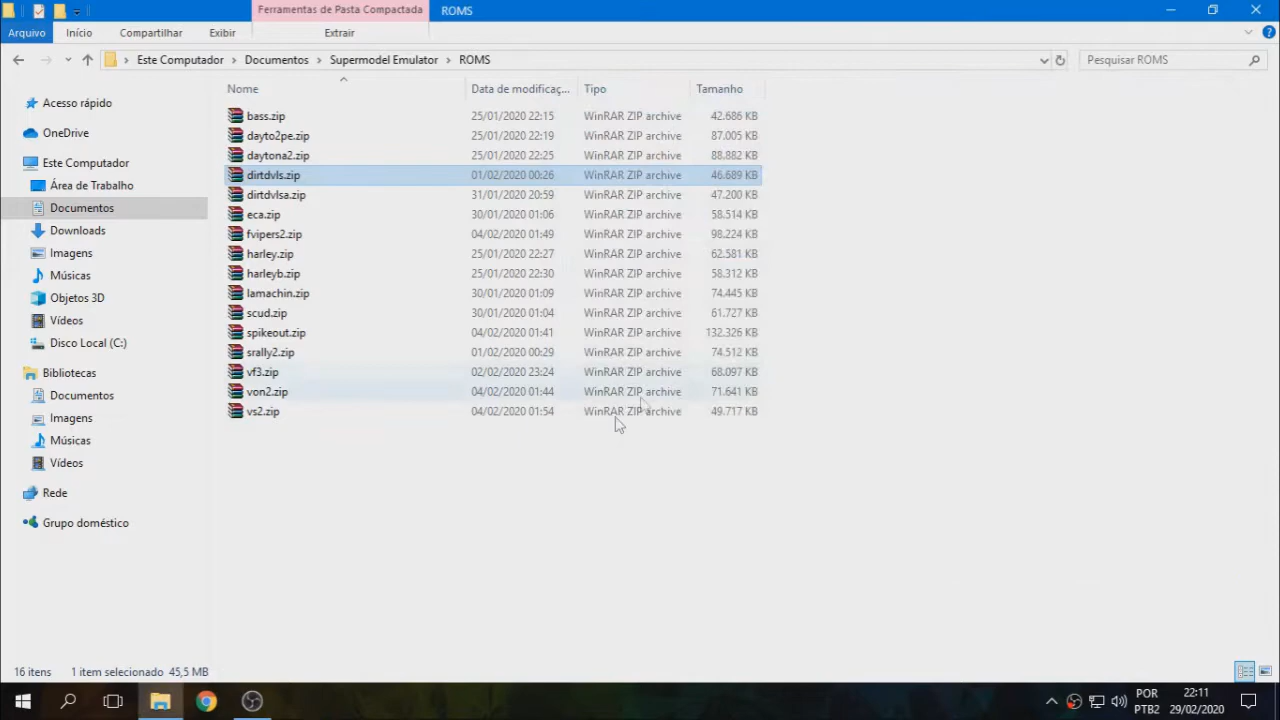 Ferramentas de Pasta Compactada ROMS
Arquivo Início Compartilhar Exibir Extrair
Este Computador Documentos Supermodel Emulator ROMS Pesquisar ROMS
Nome Data de modificaç... Tipo Tamanho
Acesso rápido
OneDrive
Este Computador
Área de Trabalho
Documentos
Downloads
Imagens
Músicas
Objetos 3D
Vídeos
Disco Local (C:)
Bibliotecas
Documentos
Imagens
Músicas
Vídeos
Rede
Grupo doméstico
bass.zip 25/01/2020 22:15 WinRAR ZIP archive 42.686 KB
dayto2pe.zip 25/01/2020 22:19 WinRAR ZIP archive 87.005 KB
daytona2.zip 25/01/2020 22:25 WinRAR ZIP archive 88.882 KB
dirtdvls.zip 01/02/2020 00:26 WinRAR ZIP archive 46.689 KB
dirtdvlsa.zip 31/01/2020 20:59 WinRAR ZIP archive 47.200 KB
eca.zip 30/01/2020 01:06 WinRAR ZIP archive 58.514 KB
fvipers2.zip 04/02/2020 01:49 WinRAR ZIP archive 98.224 KB
harley.zip 25/01/2020 22:27 WinRAR ZIP archive 62.581 KB
harleyb.zip 25/01/2020 22:30 WinRAR ZIP archive 58.312 KB
lamachin.zip 30/01/2020 01:09 WinRAR ZIP archive 74.445 KB
scud.zip 30/01/2020 01:04 WinRAR ZIP archive 61.727 KB
spikeout.zip 04/02/2020 01:41 WinRAR ZIP archive 132.326 KB
srally2.zip 01/02/2020 00:29 WinRAR ZIP archive 74.512 KB
vf3.zip 02/02/2020 23:24 WinRAR ZIP archive 68.097 KB
von2.zip 04/02/2020 01:44 WinRAR ZIP archive 71.641 KB
vs2.zip 04/02/2020 01:54 WinRAR ZIP archive 49.717 KB
16 itens 1 item selecionado 45,5 MB
POR 22:11
PTB2 29/02/2020